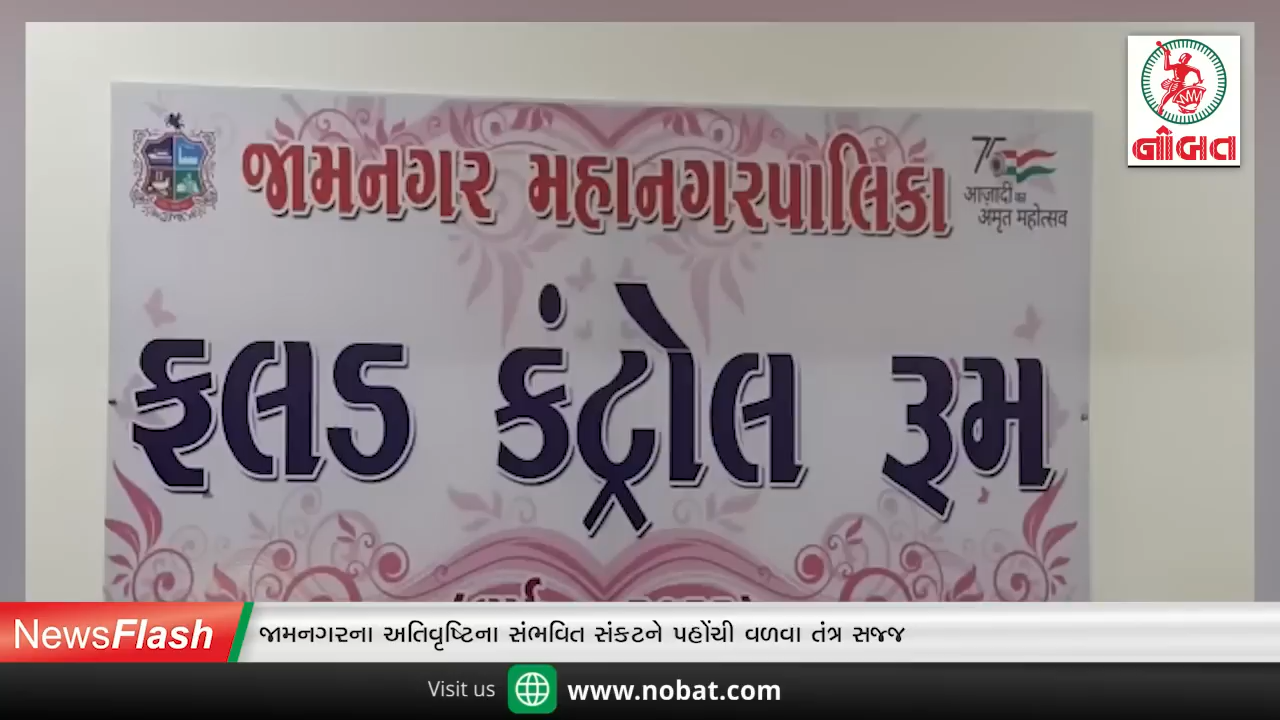 નોબત
જામનગર મહાનગરપાલિકા
75
आज़ादी का
अमृत महोत्सव
ફલડ કંટ્રોલ રૂમ
NewsFlash
જામનગરના અતિવૃષ્ટિના સંભવિત સંકટને પહોંચી વળવા તંત્ર સજ્જ
Visit us
www.nobat.com